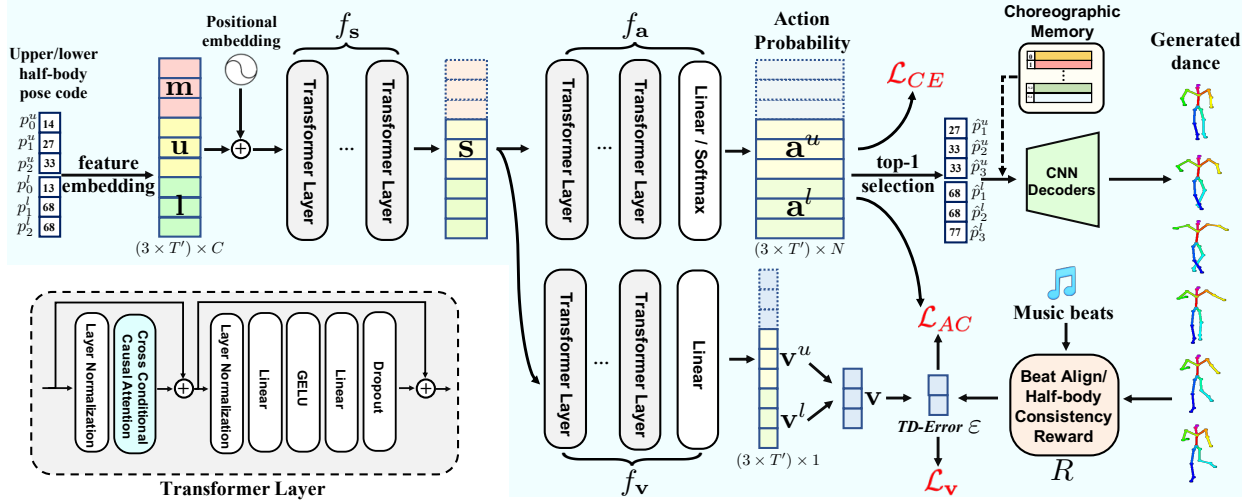 Upper/lower
half-body
pose code
p_0^u 14
p_1^u 27
p_2^u 33
p_0^l 13
p_1^l 68
p_2^l 68
feature
embedding
m
u
l
(3 × T′) × C
Positional
embedding
f_s
Transformer Layer
...
Transformer Layer
s
f_a
Transformer Layer
...
Transformer Layer
Linear / Softmax
Action
Probability
a^u
a^l
(3 × T′) × N
ℒ_CE
top-1
selection
27 p̂_1^u
33 p̂_2^u
33 p̂_3^u
68 p̂_1^l
68 p̂_2^l
77 p̂_3^l
Choreographic
Memory
0
1
⋮
CNN
Decoders
Generated
dance
Transformer Layer
...
Transformer Layer
Linear
f_v
(3 × T′) × 1
v^u
v^l
v
TD-Error ε
ℒ_AC
ℒ_v
Music beats
Beat Align/
Half-body
Consistency
Reward
R
Layer Normalization
Cross Conditional
Causal Attention
Layer Normalization
Linear
GELU
Linear
Dropout
Transformer Layer